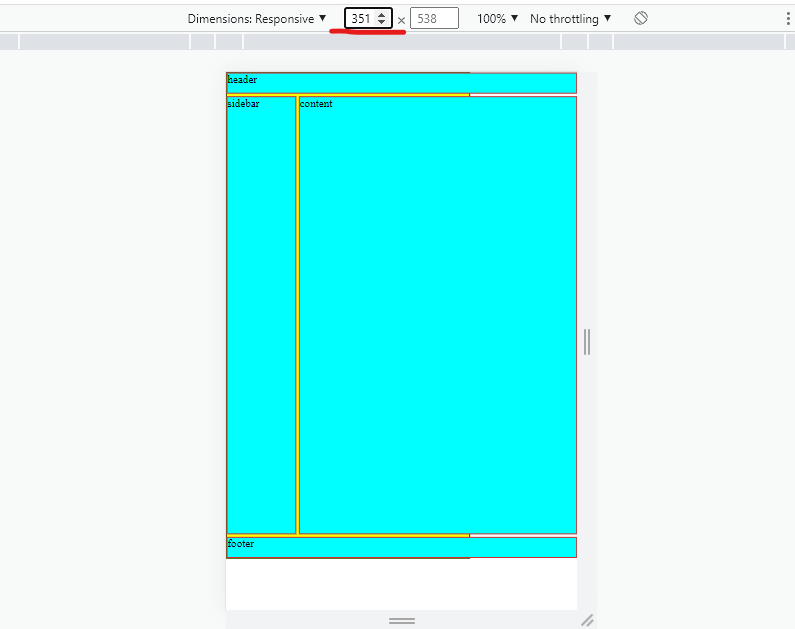 Dimensions: Responsive ▼ 351 × 538 100% ▼ No throttling ▼
header
sidebar content
footer